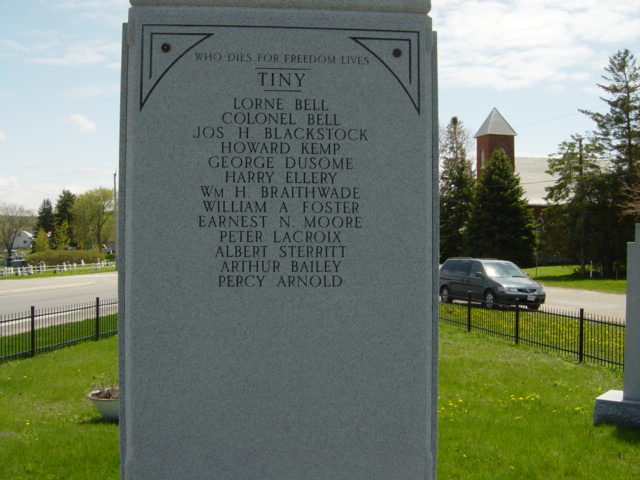 WHO DIES FOR FREEDOM LIVES
TINY
LORNE BELL
COLONEL BELL
JOS H. BLACKSTOCK
HOWARD KEMP
GEORGE DUSOME
HARRY ELLERY
WM H. BRAITHWADE
WILLIAM A FOSTER
EARNEST N. MOORE
PETER LACROIX
ALBERT STERRITT
ARTHUR BAILEY
PERCY ARNOLD